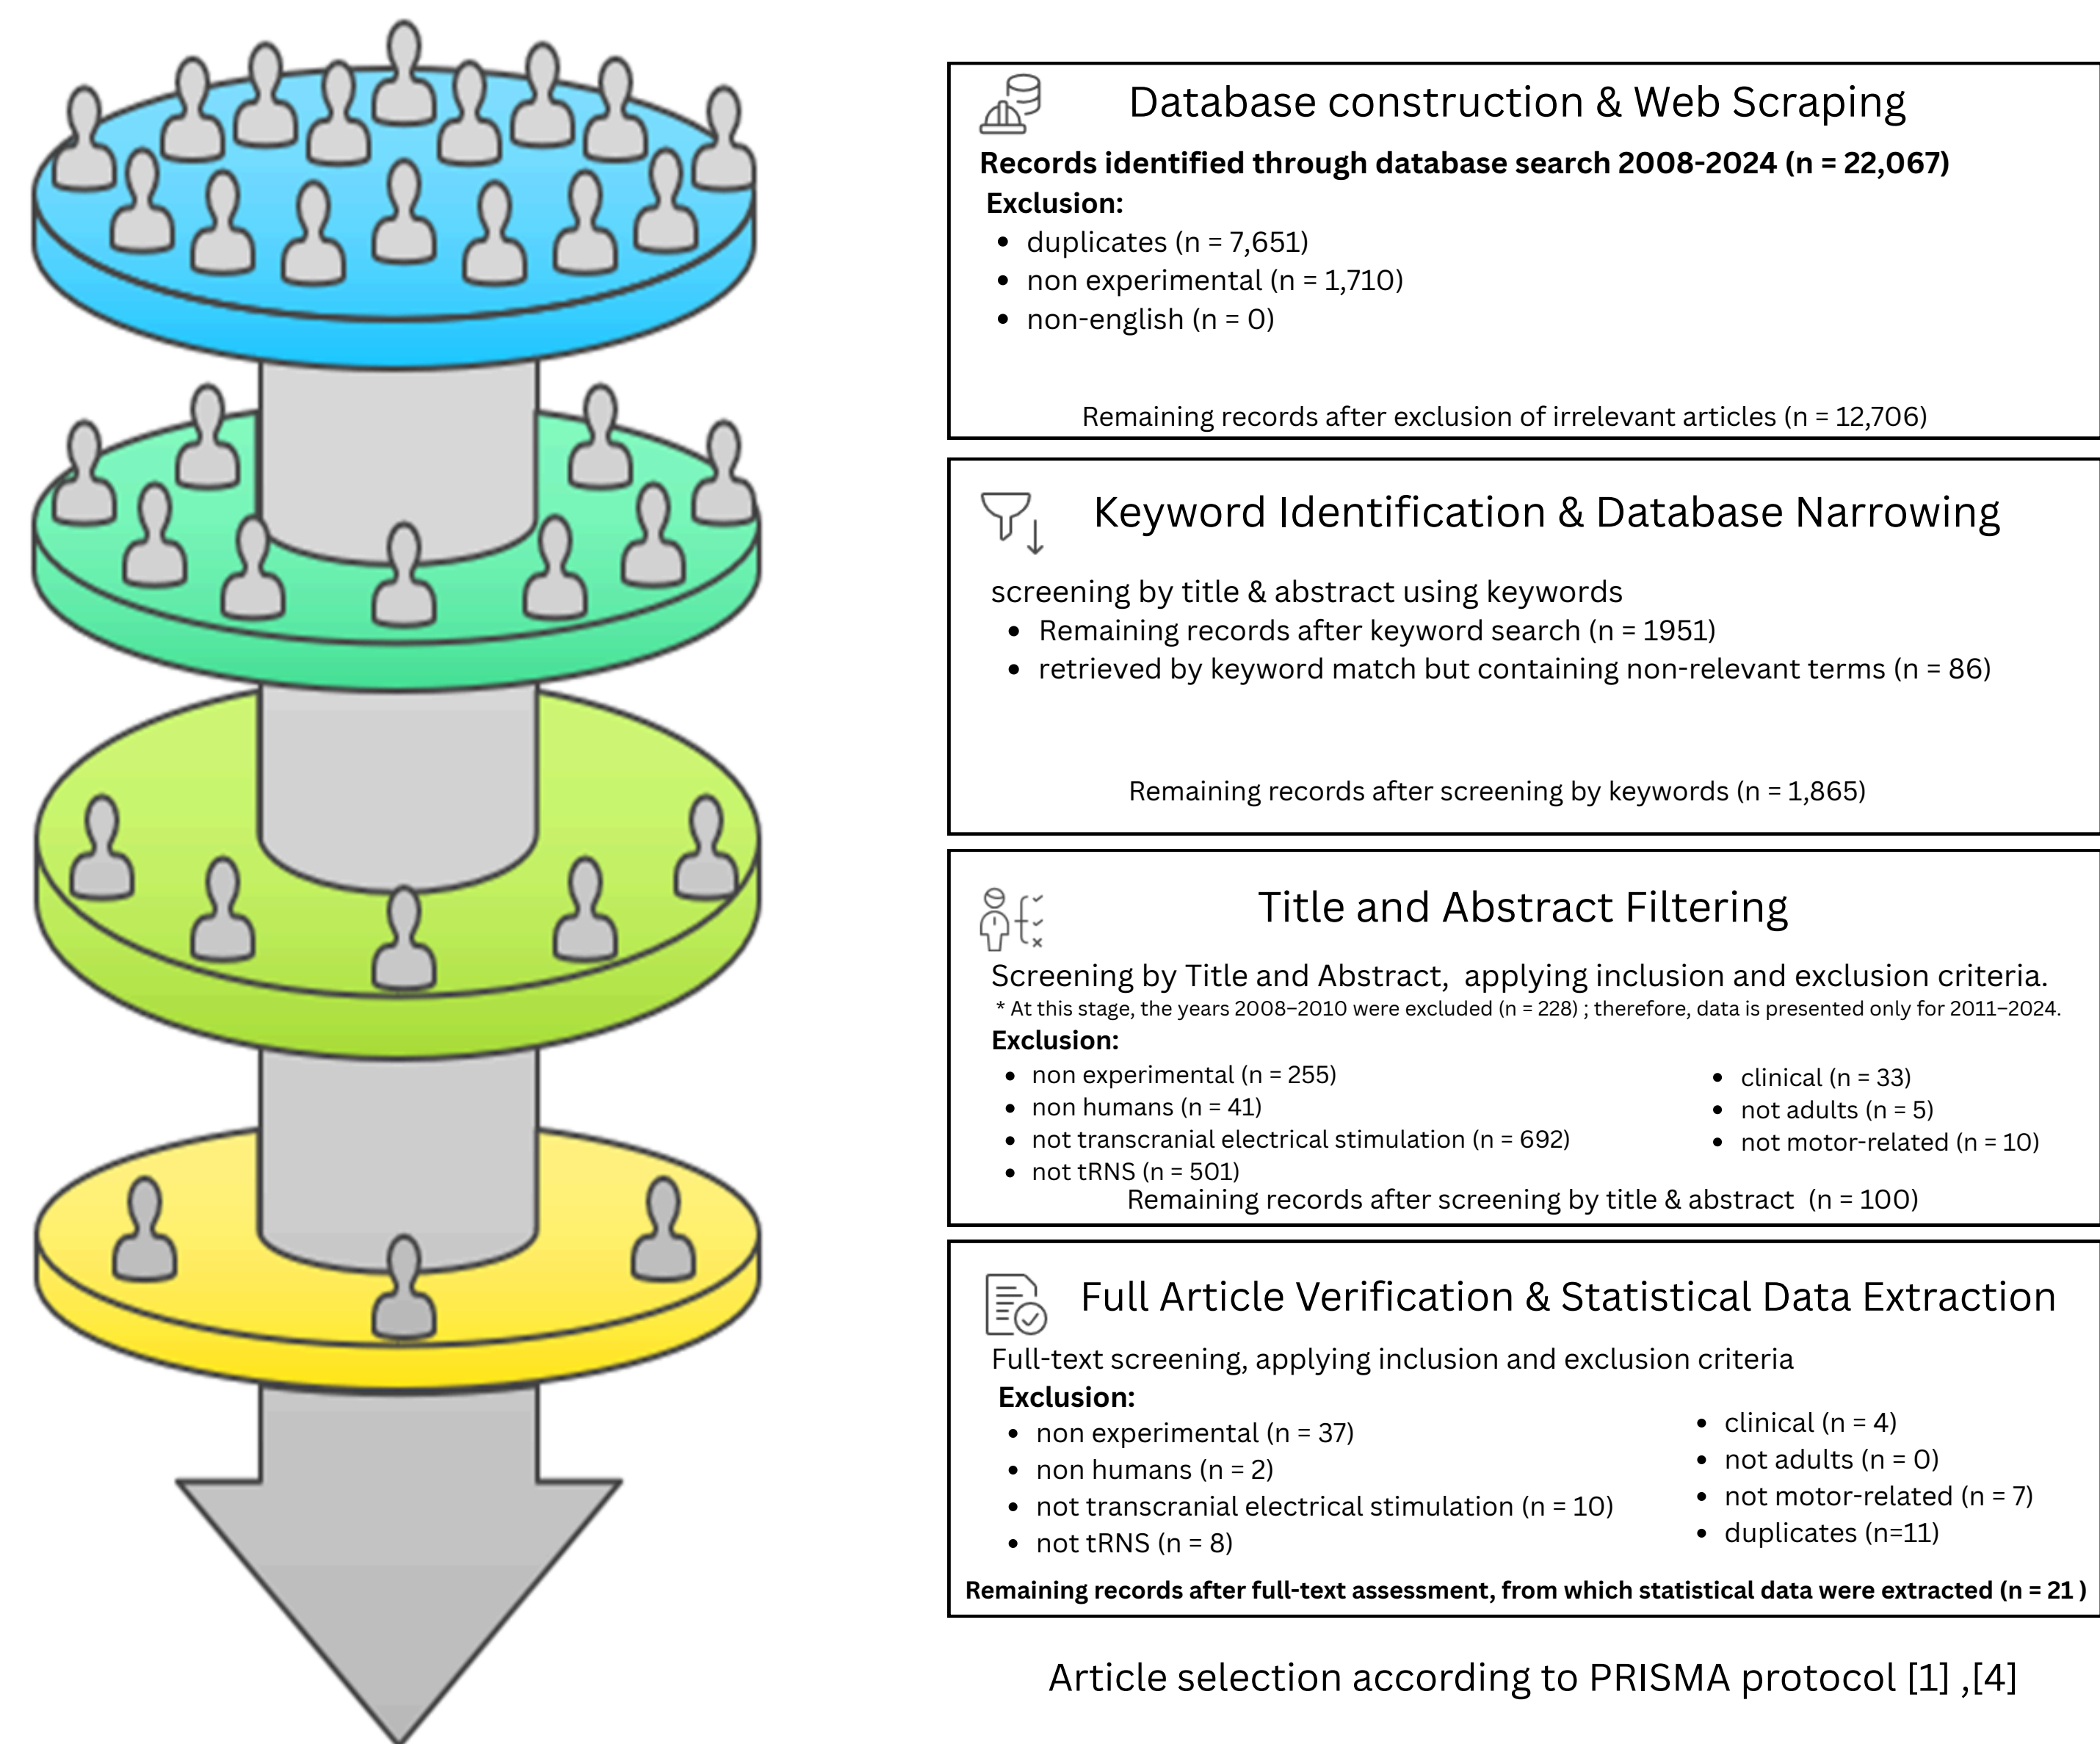 Database construction & Web Scraping
Records identified through database search 2008-2024 (n = 22,067)
Exclusion:
• duplicates (n = 7,651)
• non experimental (n = 1,710)
• non-english (n = 0)
Remaining records after exclusion of irrelevant articles (n = 12,706)
Keyword Identification & Database Narrowing
screening by title & abstract using keywords
• Remaining records after keyword search (n = 1951)
• retrieved by keyword match but containing non-relevant terms (n = 86)
Remaining records after screening by keywords (n = 1,865)
Title and Abstract Filtering
Screening by Title and Abstract, applying inclusion and exclusion criteria.
* At this stage, the years 2008–2010 were excluded (n = 228) ; therefore, data is presented only for 2011–2024.
Exclusion:
• non experimental (n = 255)
• non humans (n = 41)
• not transcranial electrical stimulation (n = 692)
• not tRNS (n = 501)
• clinical (n = 33)
• not adults (n = 5)
• not motor-related (n = 10)
Remaining records after screening by title & abstract (n = 100)
Full Article Verification & Statistical Data Extraction
Full-text screening, applying inclusion and exclusion criteria
Exclusion:
• non experimental (n = 37)
• non humans (n = 2)
• not transcranial electrical stimulation (n = 10)
• not tRNS (n = 8)
• clinical (n = 4)
• not adults (n = 0)
• not motor-related (n = 7)
• duplicates (n=11)
Remaining records after full-text assessment, from which statistical data were extracted (n = 21 )
Article selection according to PRISMA protocol [1] ,[4]